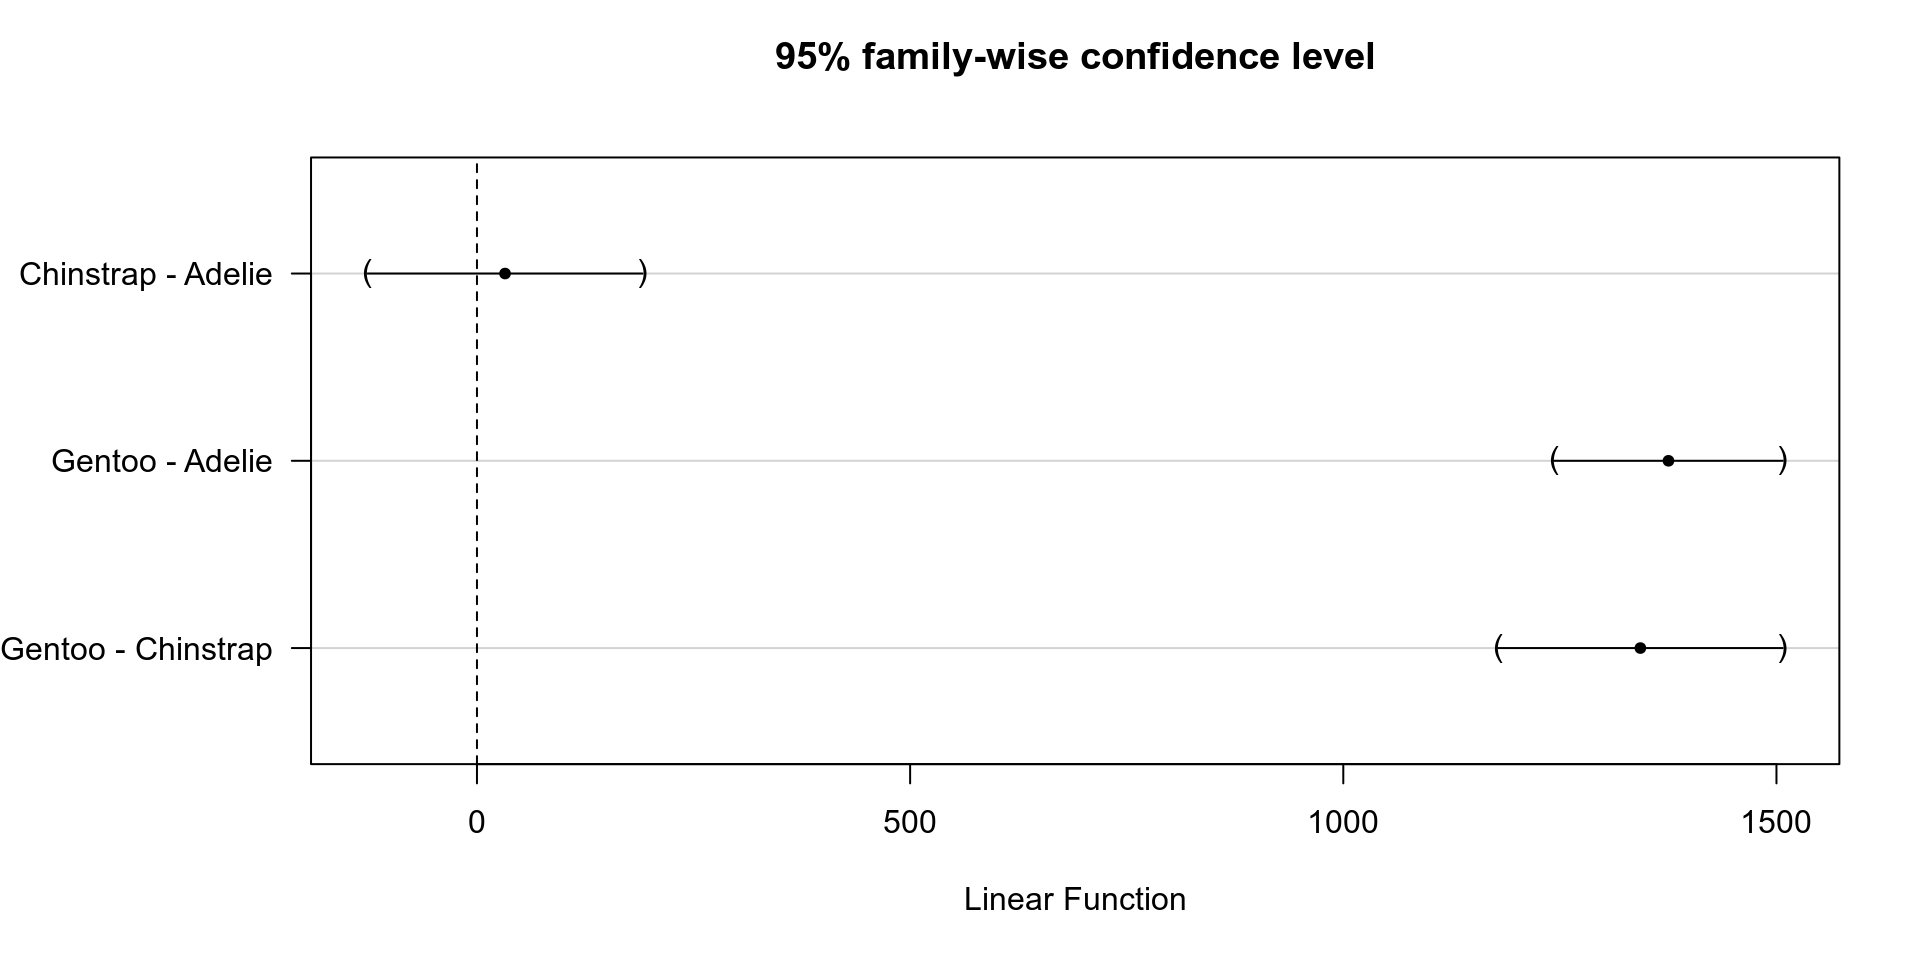 95% family-wise confidence level
Chinstrap - Adelie
Gentoo - Adelie
Gentoo - Chinstrap
0 500 1000 1500
Linear Function